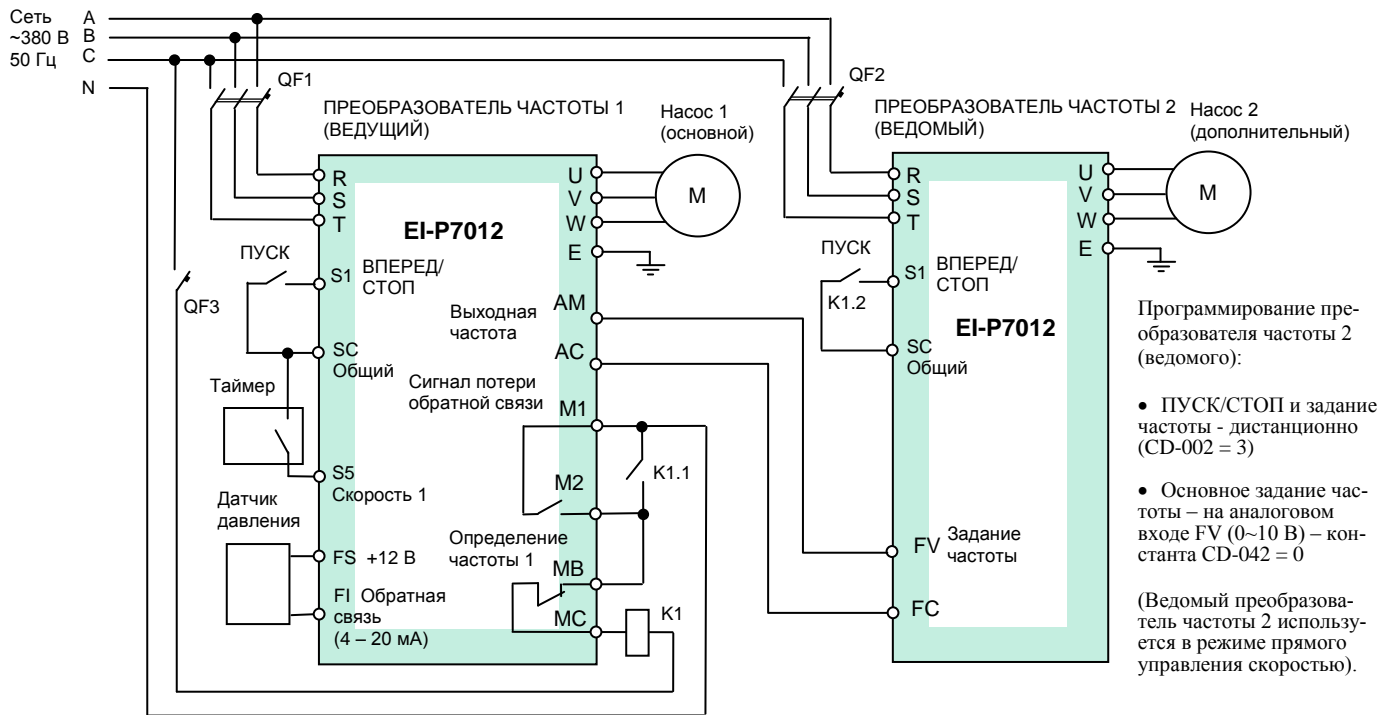 Сеть
~380 В
50 Гц
A
B
C
N
QF1
QF2
QF3
ПРЕОБРАЗОВАТЕЛЬ ЧАСТОТЫ 1
(ВЕДУЩИЙ)
Насос 1
(основной)
ПРЕОБРАЗОВАТЕЛЬ ЧАСТОТЫ 2
(ВЕДОМЫЙ)
Насос 2
(дополнительный)
R
S
T
U
V
W
E
M
EI-P7012
ПУСК
S1
ВПЕРЕД/
СТОП
SC
Общий
Таймер
S5
Скорость 1
Датчик
давления
FS +12 В
FI Обратная
связь
(4 – 20 мА)
Выходная
частота
AM
AC
Сигнал потери
обратной связи
M1
M2
K1.1
Определение
частоты 1
MB
MC
K1
R
S
T
U
V
W
E
M
ПУСК
K1.2
S1
ВПЕРЕД/
СТОП
EI-P7012
SC
Общий
FV
Задание
частоты
FC
Программирование пре-
образователя частоты 2
(ведомого):
• ПУСК/СТОП и задание
частоты - дистанционно
(CD-002 = 3)
• Основное задание час-
тоты – на аналоговом
входе FV (0~10 В) – кон-
станта CD-042 = 0
(Ведомый преобразова-
тель частоты 2 использу-
ется в режиме прямого
управления скоростью).